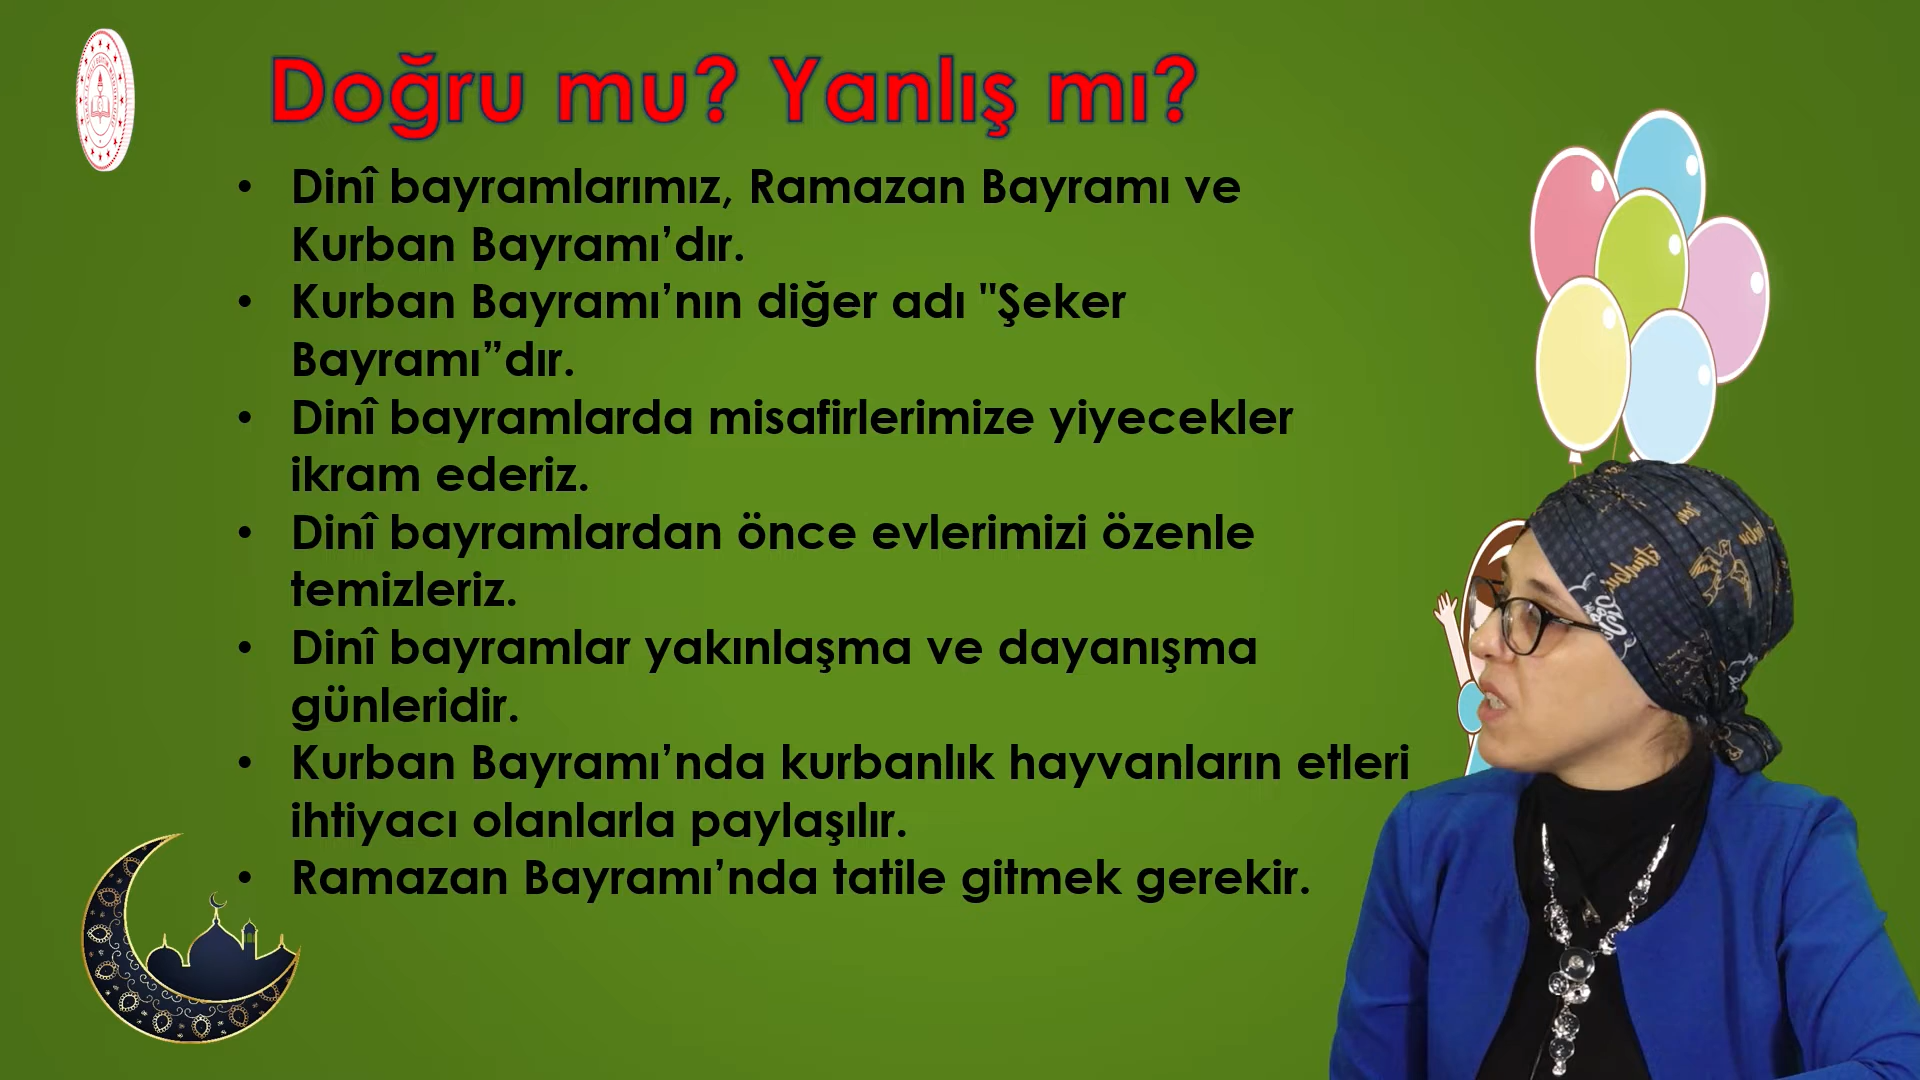 Doğru mu? Yanlış mı?
• Dinî bayramlarımız, Ramazan Bayramı ve
Kurban Bayramı’dır.
• Kurban Bayramı’nın diğer adı "Şeker
Bayramı”dır.
• Dinî bayramlarda misafirlerimize yiyecekler
ikram ederiz.
• Dinî bayramlardan önce evlerimizi özenle
temizleriz.
• Dinî bayramlar yakınlaşma ve dayanışma
günleridir.
• Kurban Bayramı’nda kurbanlık hayvanların etleri
ihtiyacı olanlarla paylaşılır.
• Ramazan Bayramı’nda tatile gitmek gerekir.